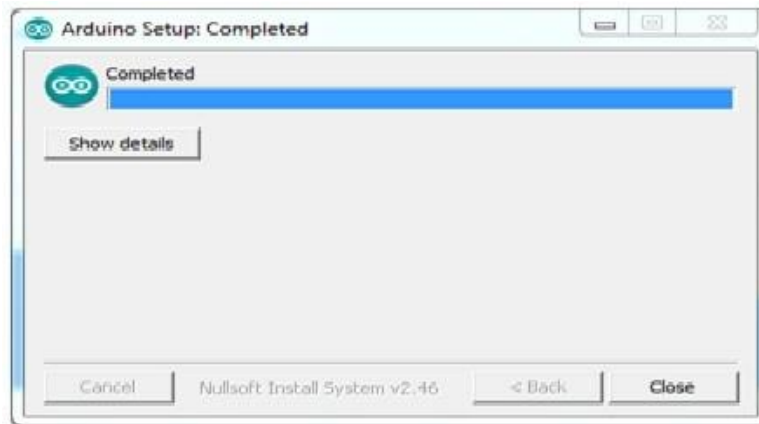 Arduino Setup: Completed
Completed
Show details
Cancel Nullsoft Install System v2.46 < Back Close